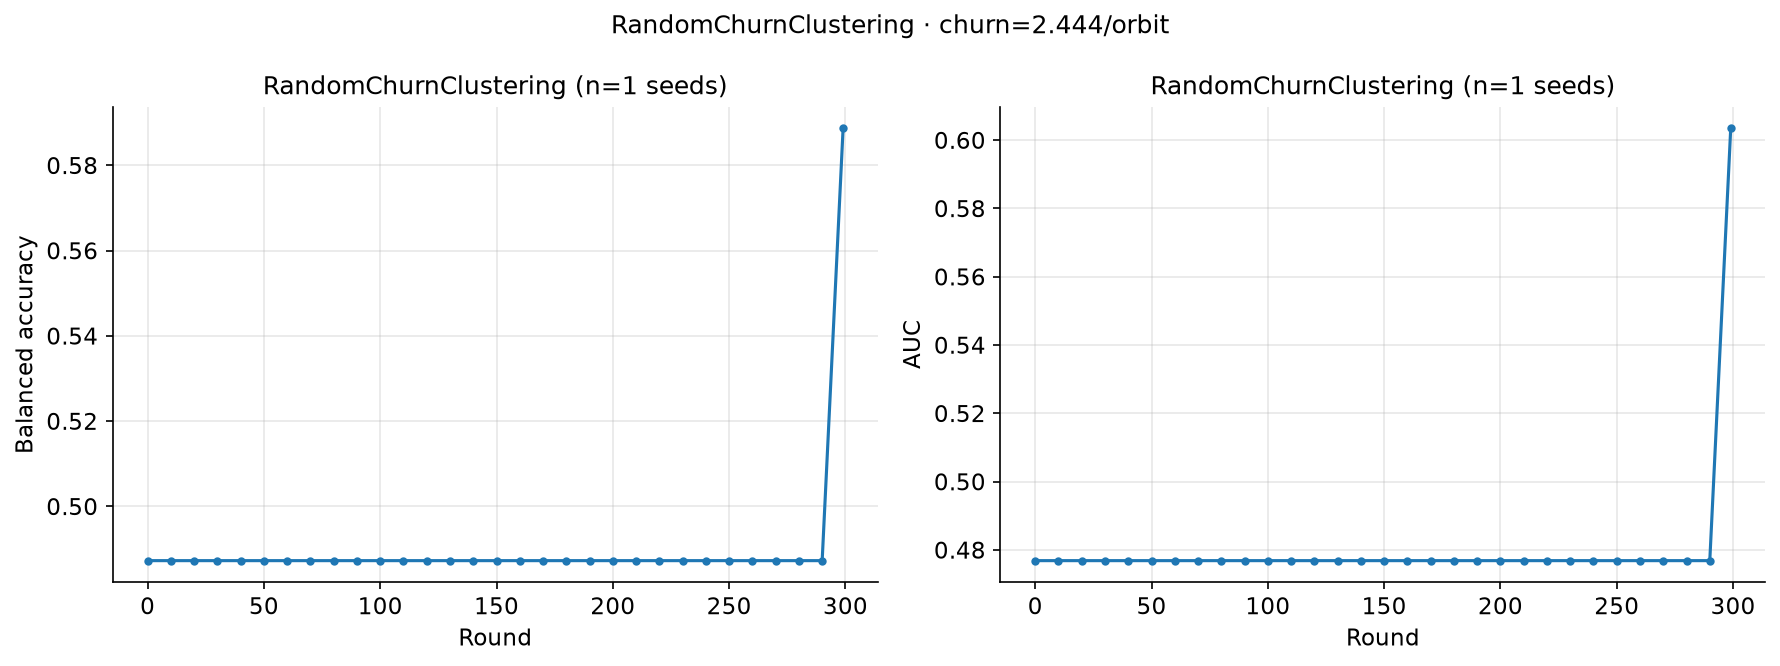 RandomChurnClustering · churn=2.444/orbit
RandomChurnClustering (n=1 seeds)
Balanced accuracy
0.58
0.56
0.54
0.52
0.50
0 50 100 150 200 250 300
Round
RandomChurnClustering (n=1 seeds)
AUC
0.60
0.58
0.56
0.54
0.52
0.50
0.48
0 50 100 150 200 250 300
Round